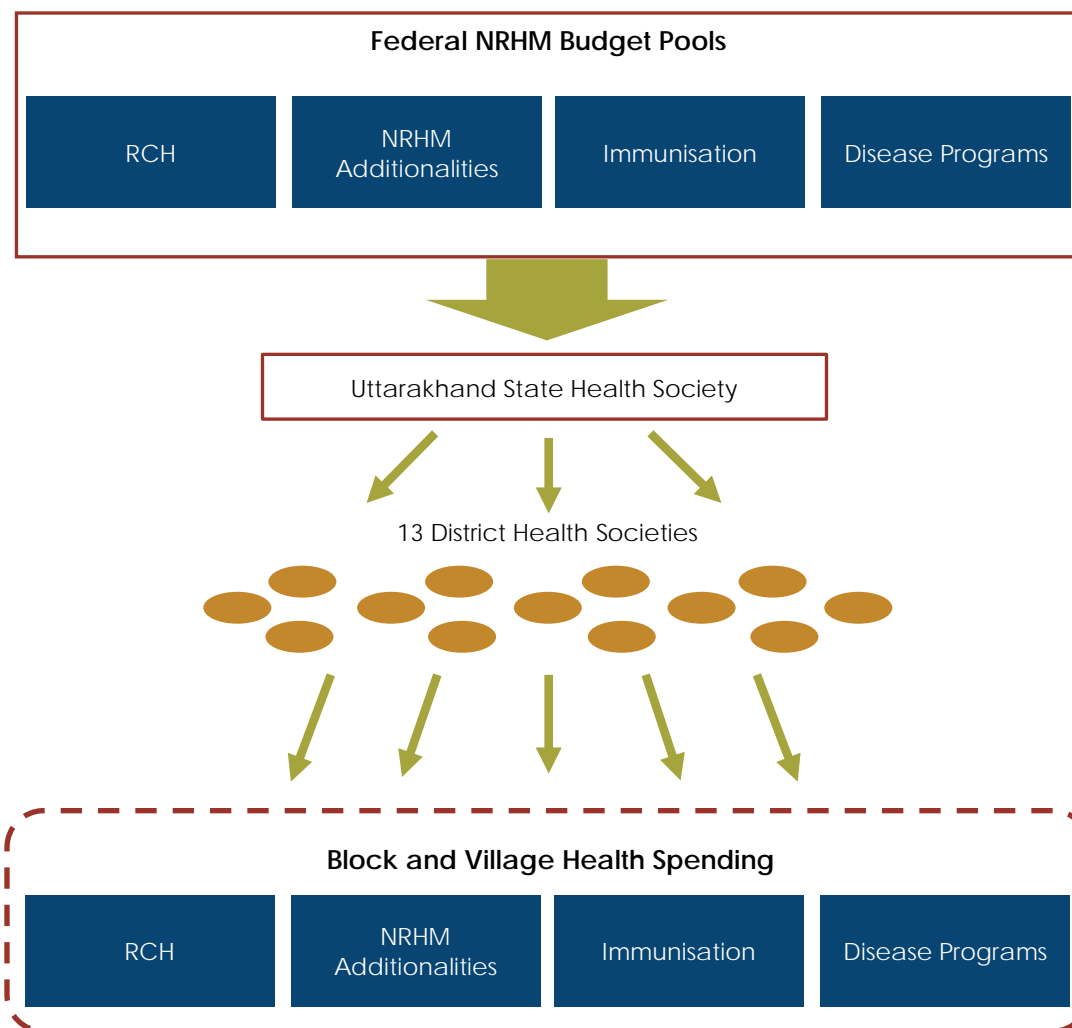 Federal NRHM Budget Pools
RCH
NRHM
Additionalities
Immunisation
Disease Programs
Uttarakhand State Health Society
13 District Health Societies
Block and Village Health Spending
RCH
NRHM
Additionalities
Immunisation
Disease Programs